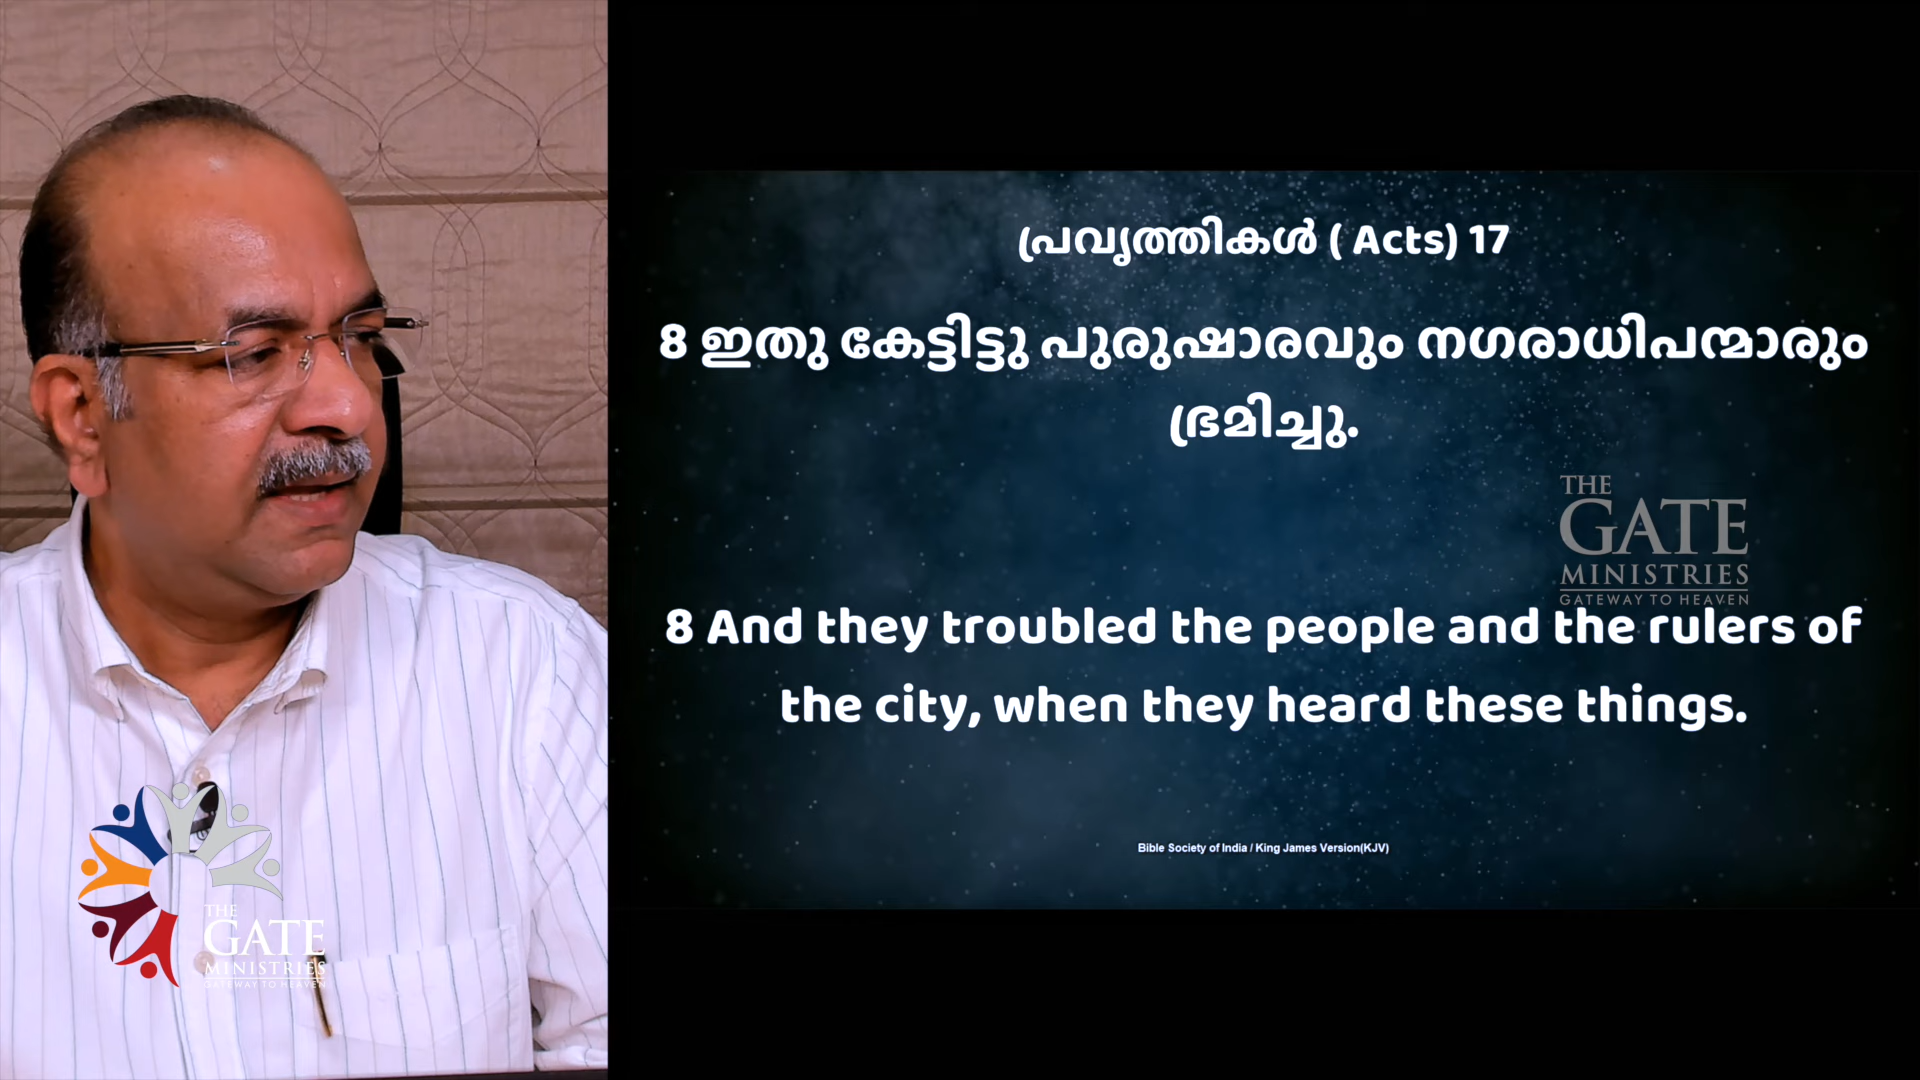 പ്രവൃത്തികൾ ( Acts) 17
8 ഇതു കേട്ടിട്ടു പുരുഷാരവും നഗരാധിപന്മാരും
ഭ്രമിച്ചു.
THE
GATE
MINISTRIES
GATEWAY TO HEAVEN
8 And they troubled the people and the rulers of
the city, when they heard these things.
Bible Society of India / King James Version(KJV)
THE
GATE
MINISTRIES
GATEWAY TO HEAVEN